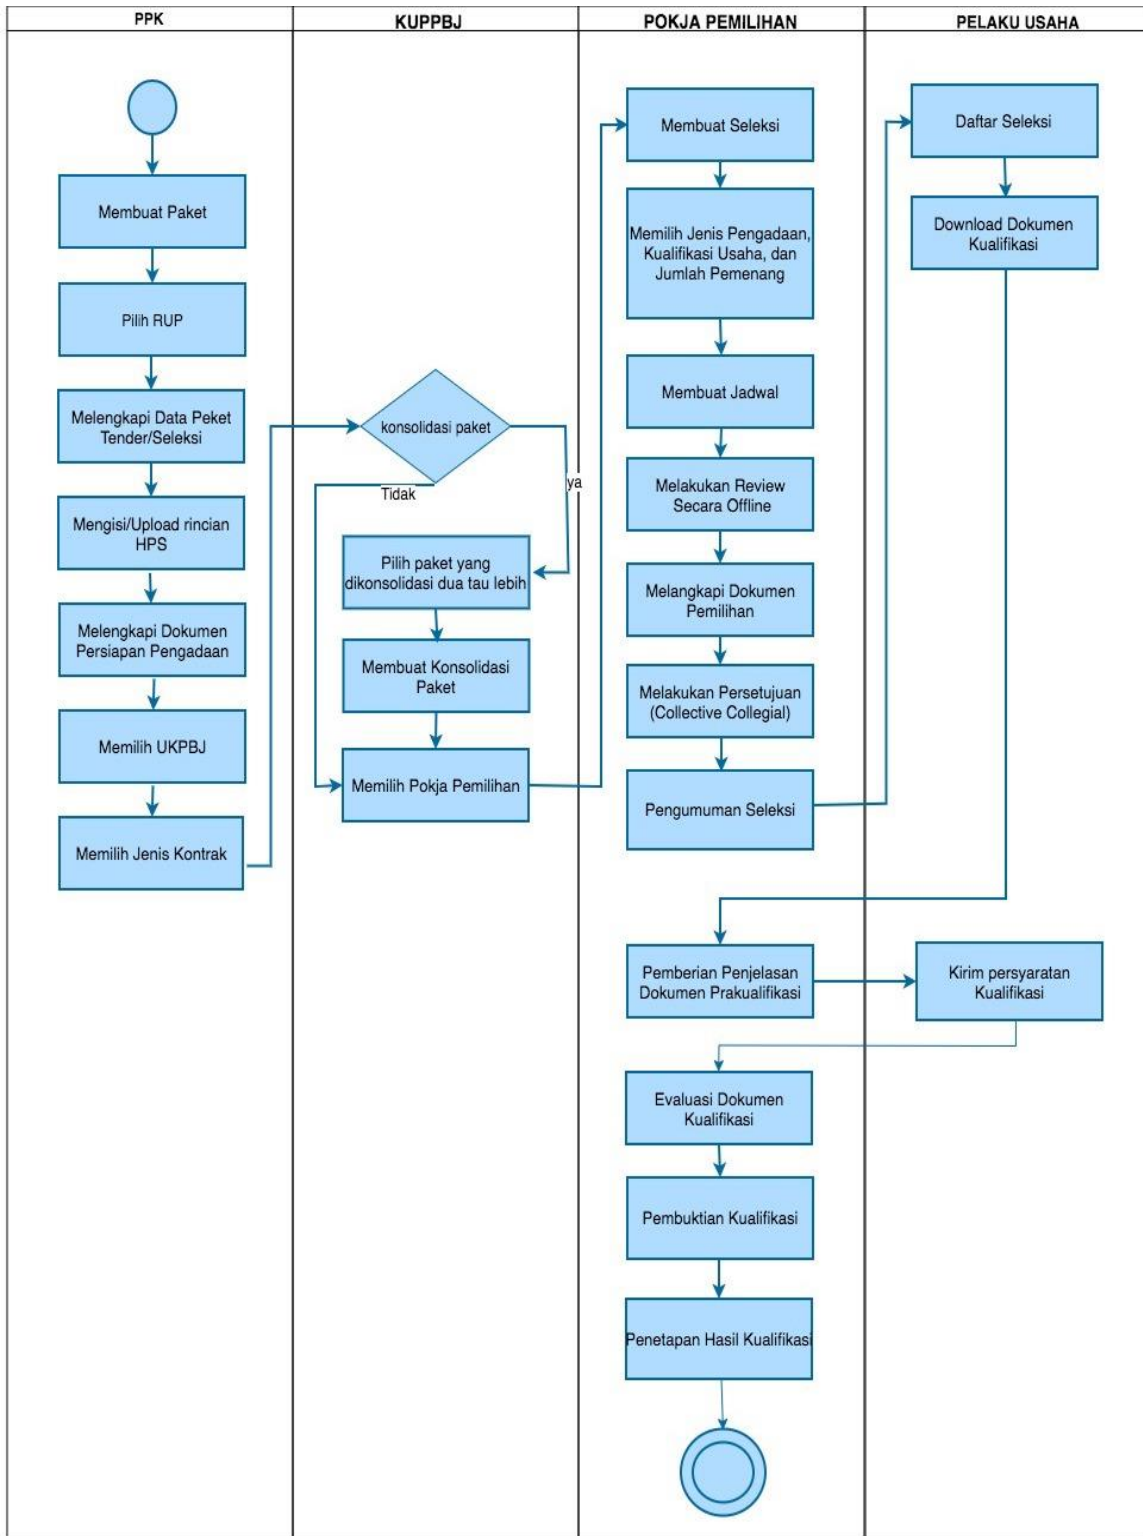 PPK
KUPPBJ
POKJA PEMILIHAN
PELAKU USAHA
Membuat Paket
Pilih RUP
Melengkapi Data Peket
Tender/Seleksi
Mengisi/Upload rincian
HPS
Melengkapi Dokumen
Persiapan Pengadaan
Memilih UKPBJ
Memilih Jenis Kontrak
konsolidasi paket
ya
Tidak
Pilih paket yang
dikonsolidasi dua tau lebih
Membuat Konsolidasi
Paket
Memilih Pokja Pemilihan
Membuat Seleksi
Memilih Jenis Pengadaan,
Kualifikasi Usaha, dan
Jumlah Pemenang
Membuat Jadwal
Melakukan Review
Secara Offline
Melangkapi Dokumen
Pemilihan
Melakukan Persetujuan
(Collective Collegial)
Pengumuman Seleksi
Daftar Seleksi
Download Dokumen
Kualifikasi
Pemberian Penjelasan
Dokumen Prakualifikasi
Kirim persyaratan
Kualifikasi
Evaluasi Dokumen
Kualifikasi
Pembuktian Kualifikasi
Penetapan Hasil Kualifikasi